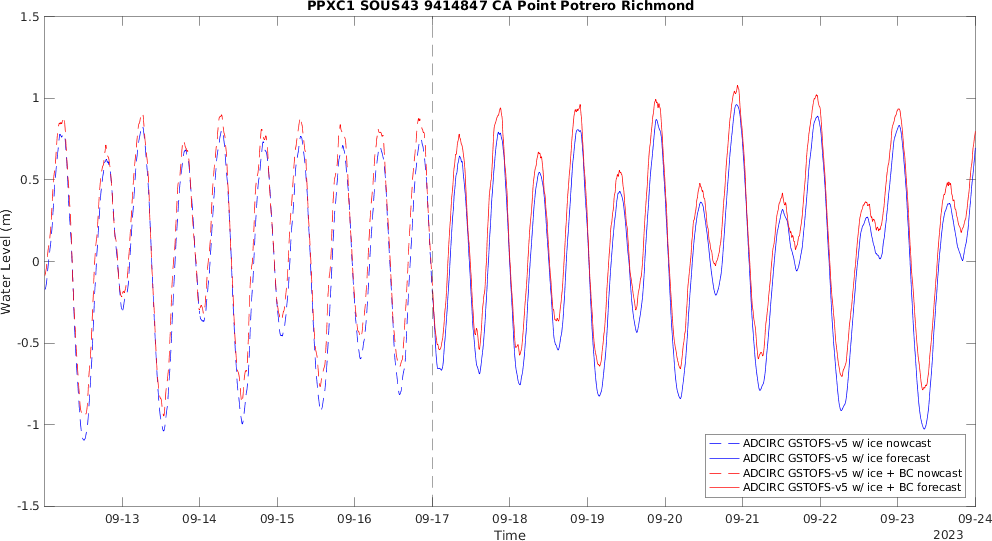 PPXC1 SOUS43 9414847 CA Point Potrero Richmond
1.5
1
0.5
0
-0.5
-1
-1.5
Water Level (m)
ADCIRC GSTOFS-v5 w/ ice nowcast
ADCIRC GSTOFS-v5 w/ ice forecast
ADCIRC GSTOFS-v5 w/ ice + BC nowcast
ADCIRC GSTOFS-v5 w/ ice + BC forecast
09-13 09-14 09-15 09-16 09-17 09-18 09-19 09-20 09-21 09-22 09-23 09-24
Time 2023